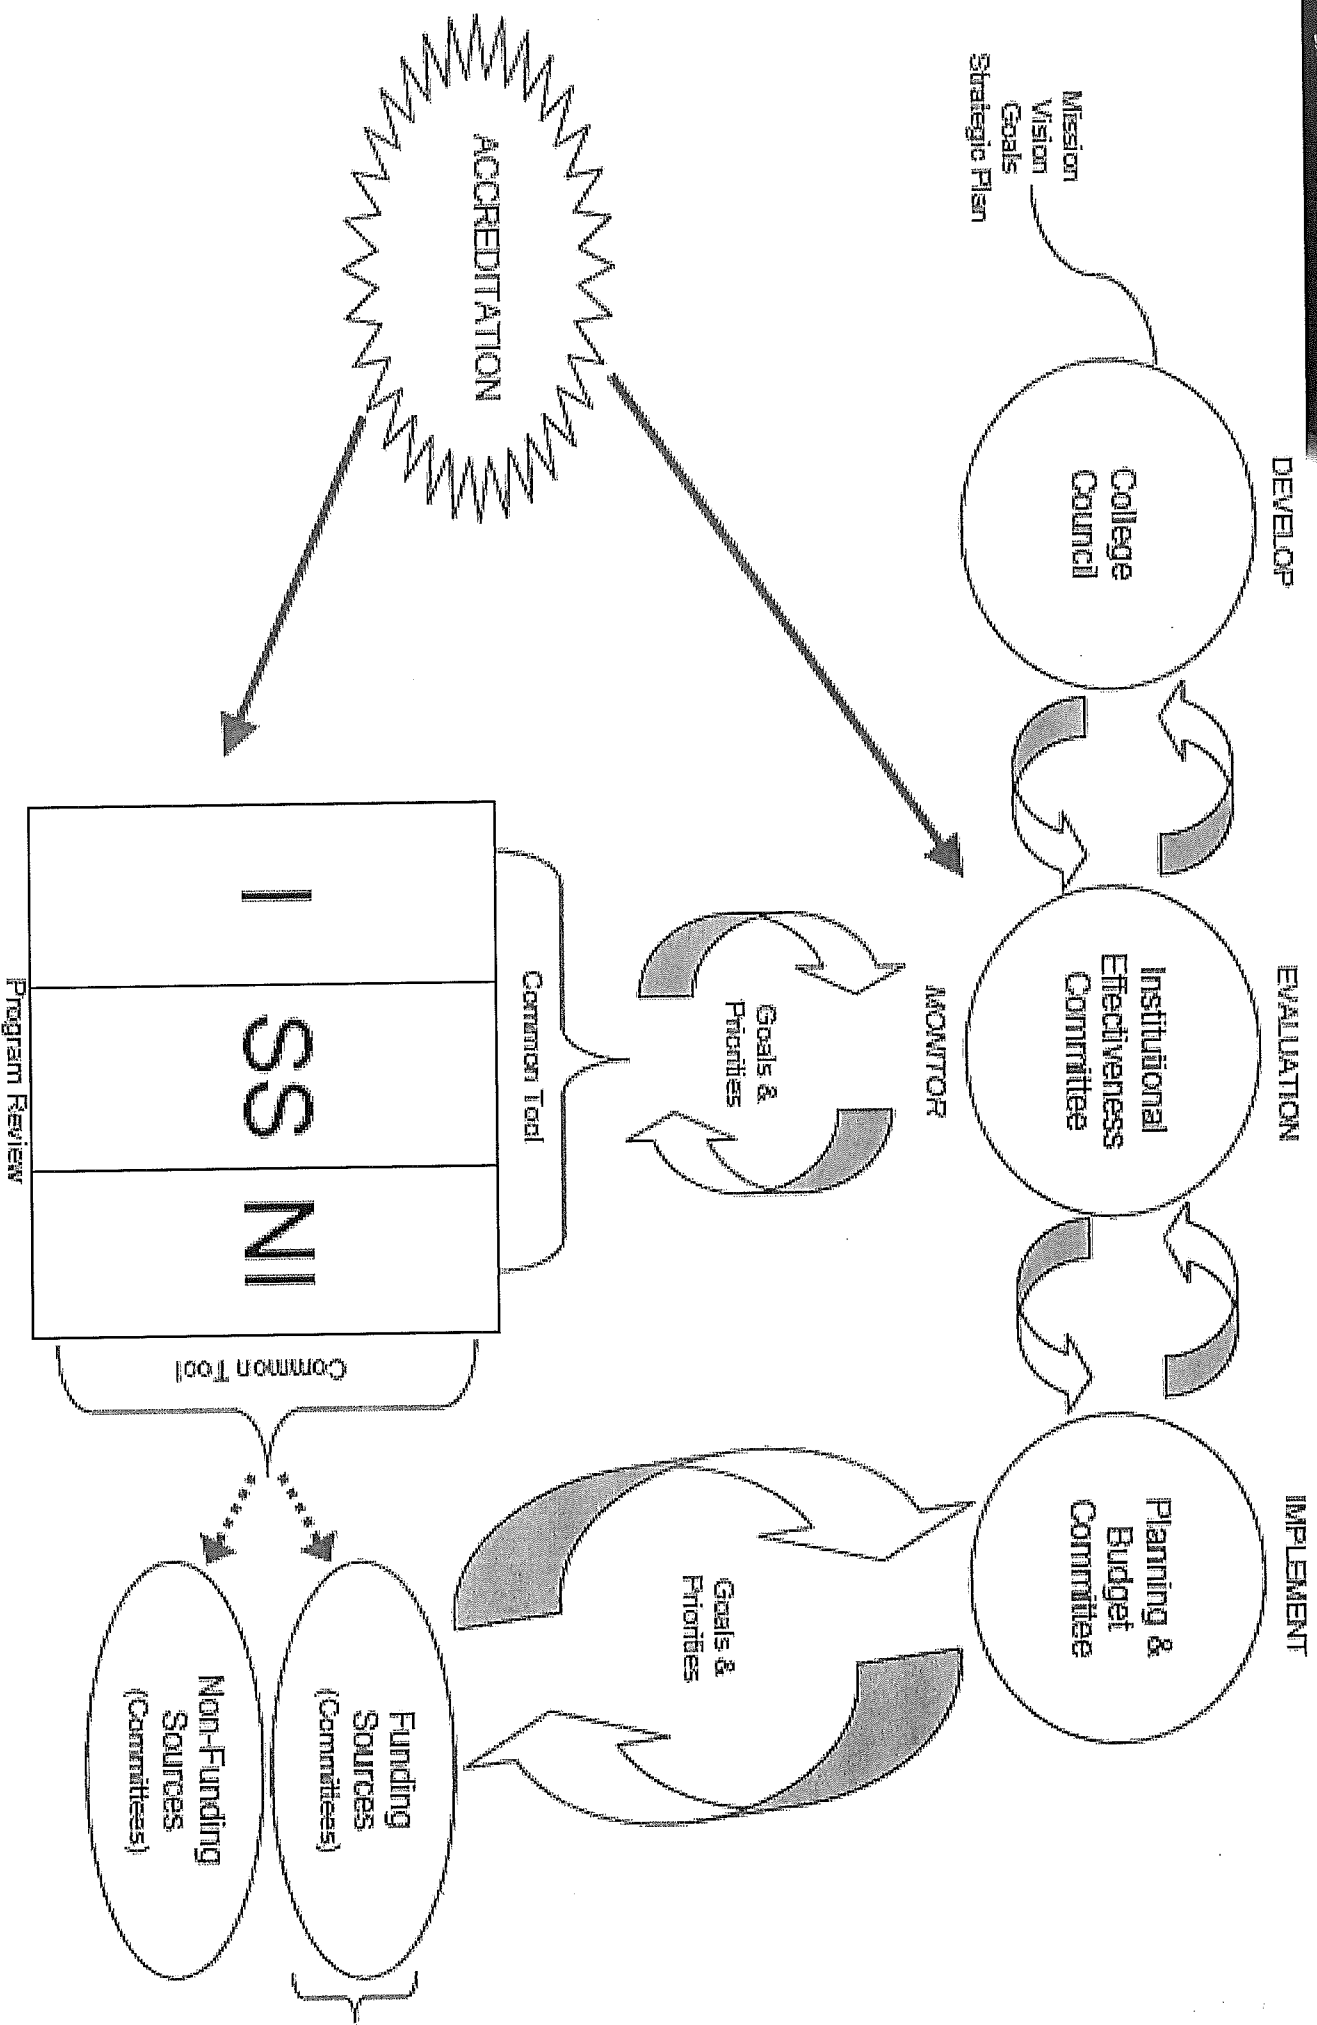 DEVELOP
EVALUATION
IMPLEMENT
Mission
Vision
Goals
Strategic Plan
College
Council
Institutional
Effectiveness
Committee
Planning &
Budget
Committee
MONITOR
ACCREDITATION
Goals &
Priorities
Goals &
Priorities
Common Tool
I
SS
NI
Common Tool
Funding
Sources
(Committees)
Non-Funding
Sources
(Committees)
Program Review